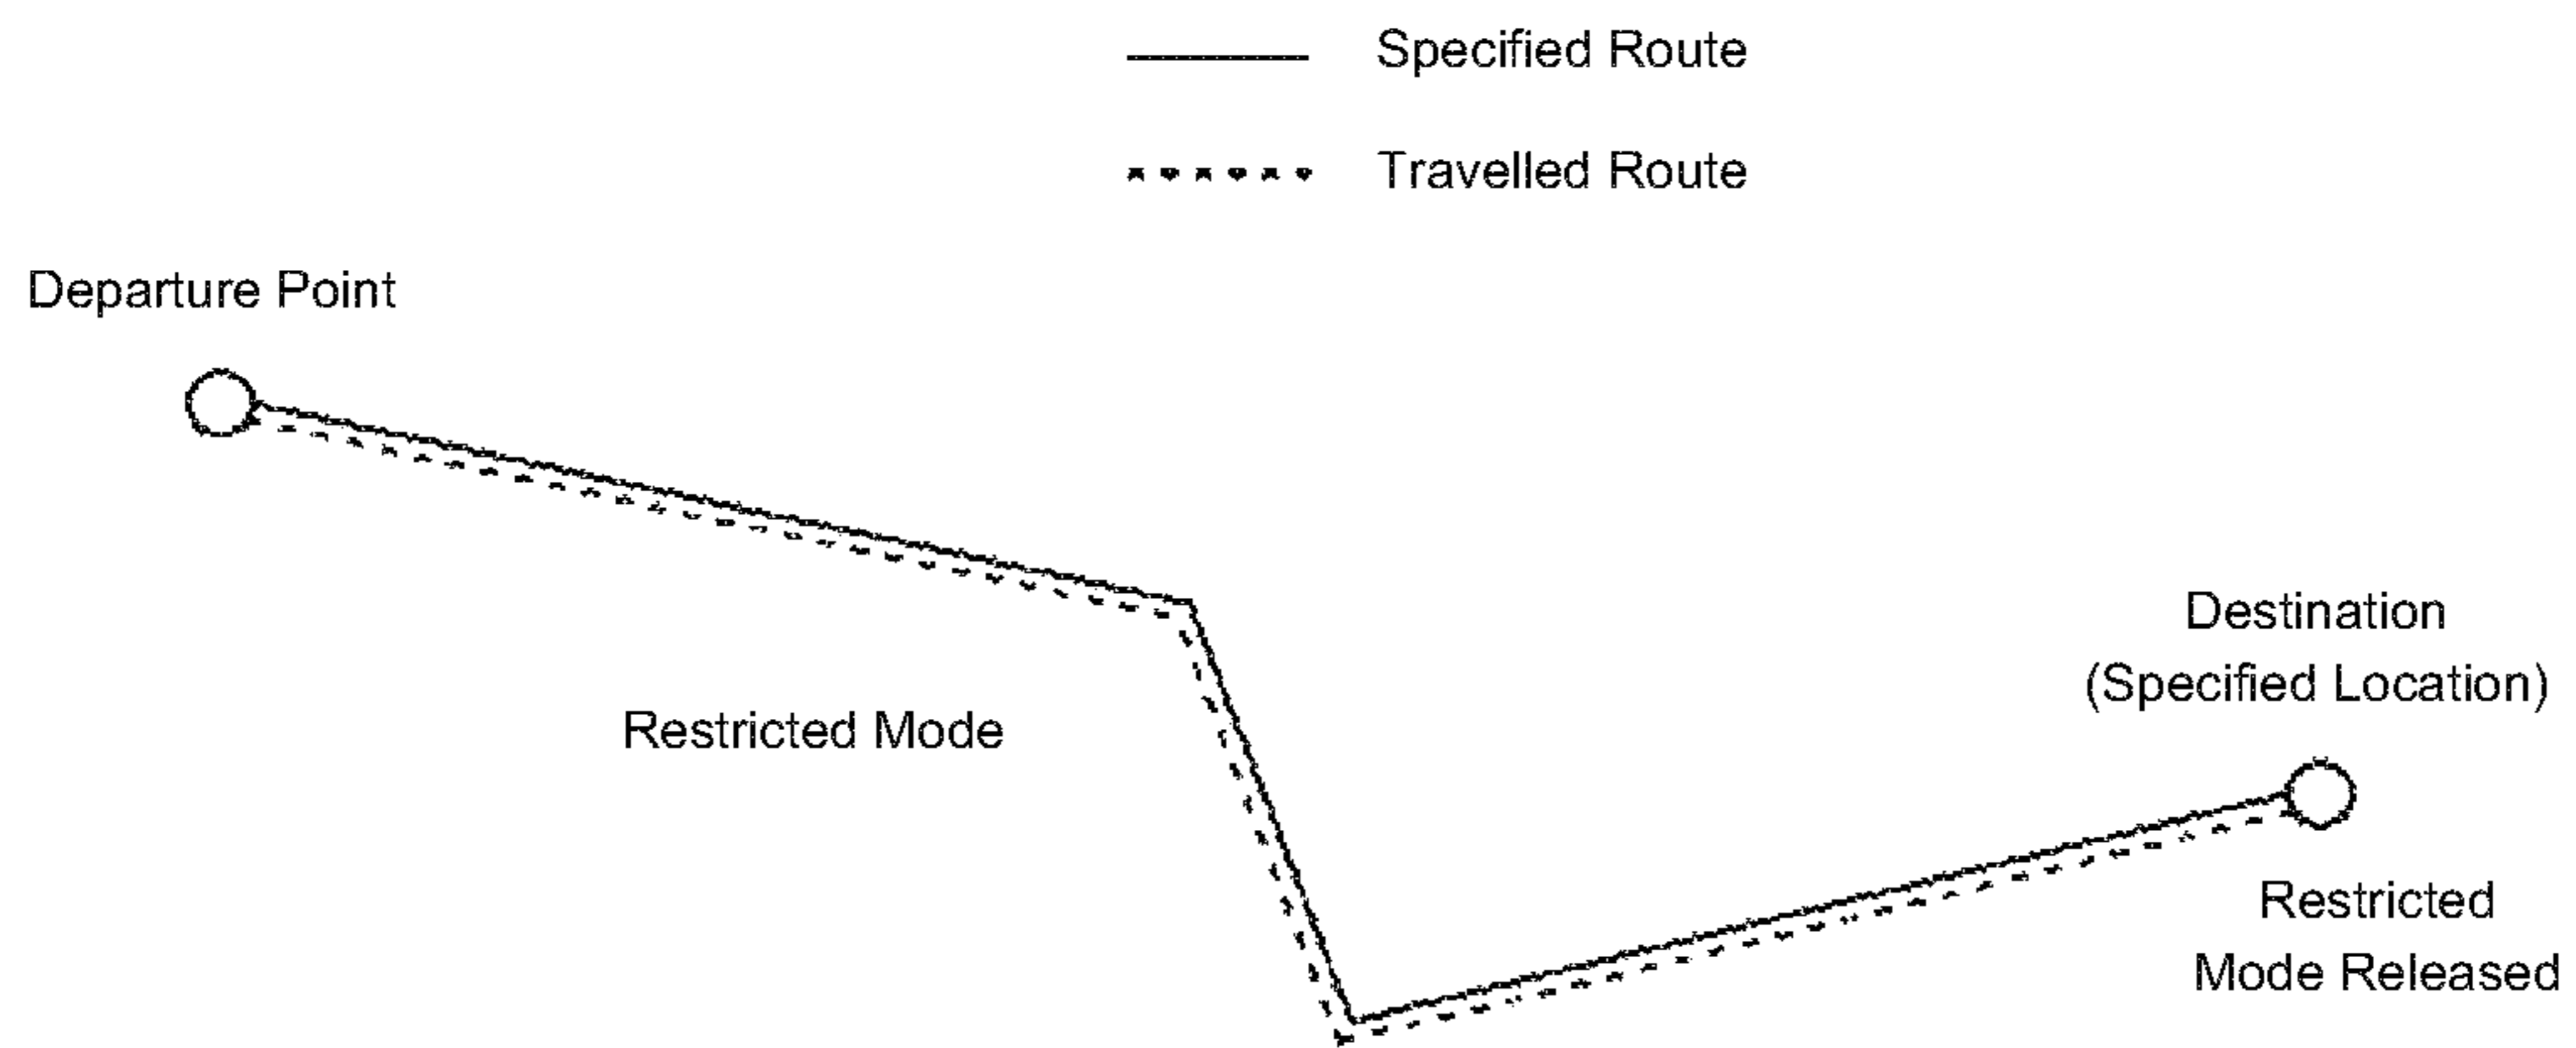 Specified Route
Travelled Route
Departure Point
Destination
(Specified Location)
Restricted Mode
Restricted
Mode Released